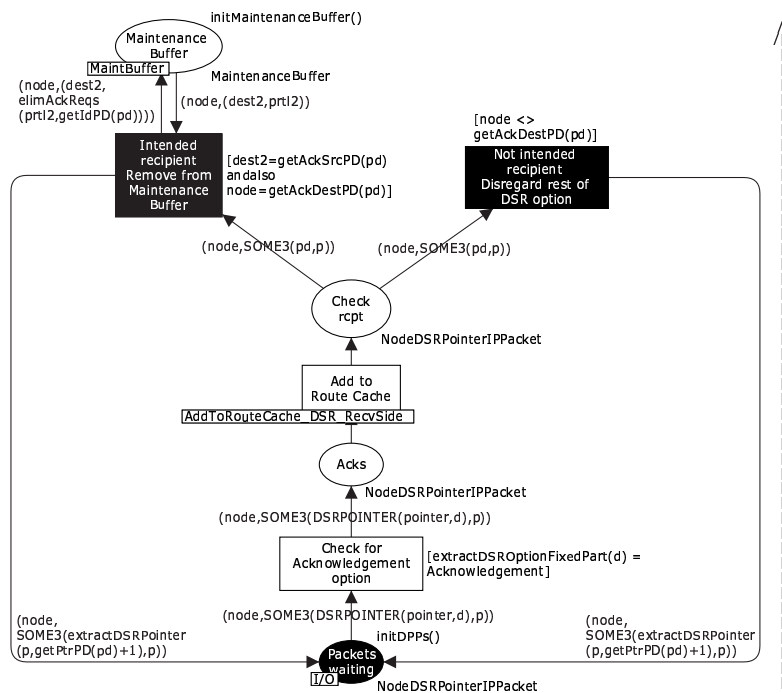 initMaintenanceBuffer()
Maintenance
Buffer
MaintBuffer
MaintenanceBuffer
(node,(dest2,
elimAckReqs
(prtl2,getIdPD(pd))))
(node,(dest2,prtl2))
Intended
recipient
Remove from
Maintenance
Buffer
[dest2=getAckSrcPD(pd)
andalso
node=getAckDestPD(pd)]
[node <>
getAckDestPD(pd)]
Not intended
recipient
Disregard rest of
DSR option
(node,SOME3(pd,p))
(node,SOME3(pd,p))
Check
rcpt
NodeDSRPointerIPPacket
Add to
Route Cache
AddToRouteCache_DSR_RecvSide
Acks
NodeDSRPointerIPPacket
(node,SOME3(DSRPOINTER(pointer,d),p))
Check for
Acknowledgement
option
[extractDSROptionFixedPart(d) =
Acknowledgement]
(node,SOME3(DSRPOINTER(pointer,d),p))
(node,
SOME3(extractDSRPointer
(p,getPtrPD(pd)+1),p))
initDPPs()
(node,
SOME3(extractDSRPointer
(p,getPtrPD(pd)+1),p))
Packets
waiting
I/O
NodeDSRPointerIPPacket